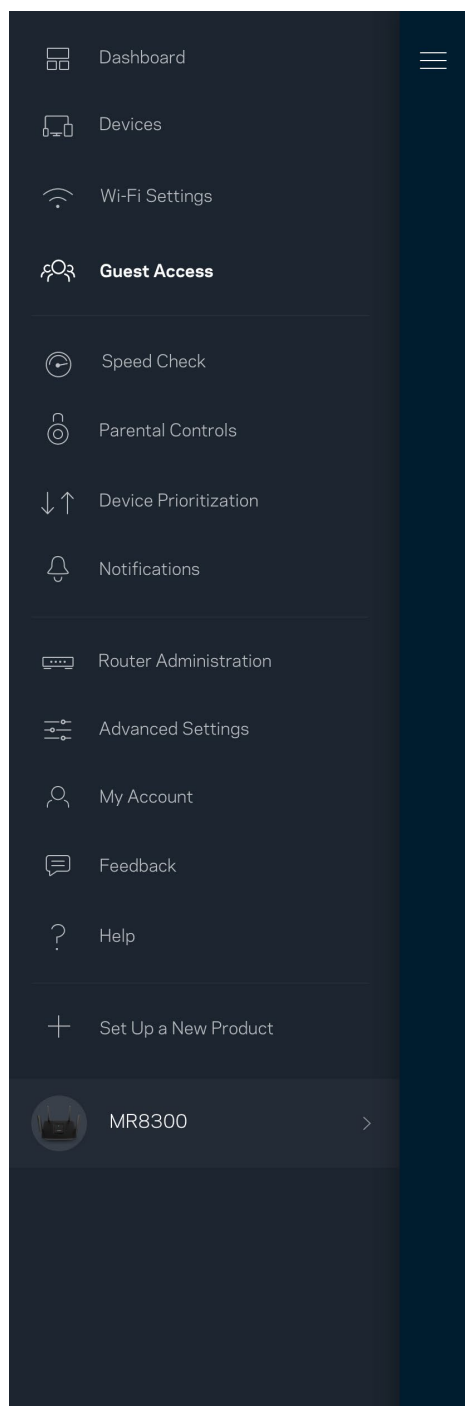 Dashboard
Devices
Wi-Fi Settings
Guest Access
Speed Check
Parental Controls
Device Prioritization
Notifications
Router Administration
Advanced Settings
My Account
Feedback
Help
Set Up a New Product
MR8300